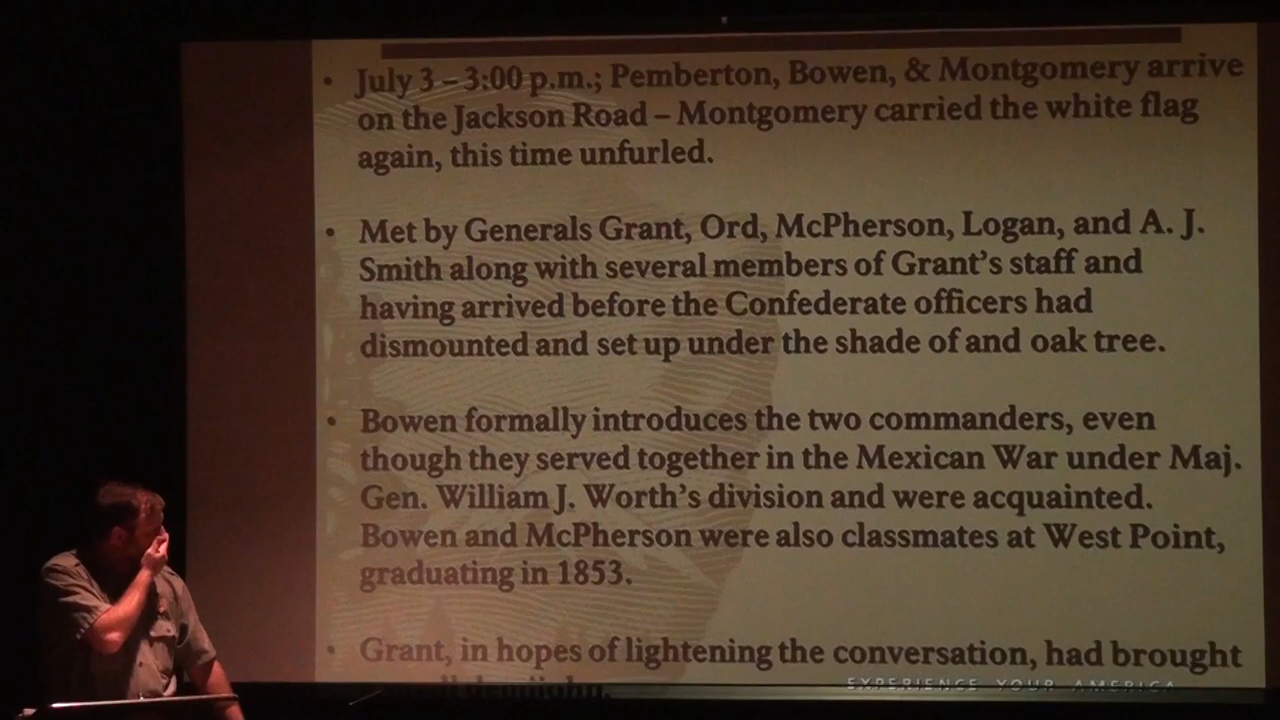 • July 3 – 3:00 p.m.; Pemberton, Bowen, & Montgomery arrive
on the Jackson Road – Montgomery carried the white flag
again, this time unfurled.
• Met by Generals Grant, Ord, McPherson, Logan, and A. J.
Smith along with several members of Grant's staff and
having arrived before the Confederate officers had
dismounted and set up under the shade of and oak tree.
• Bowen formally introduces the two commanders, even
though they served together in the Mexican War under Maj.
Gen. William J. Worth's division and were acquainted.
Bowen and McPherson were also classmates at West Point,
graduating in 1853.
• Grant, in hopes of lightening the conversation, had brought
EXPERIENCE YOUR AMERICA